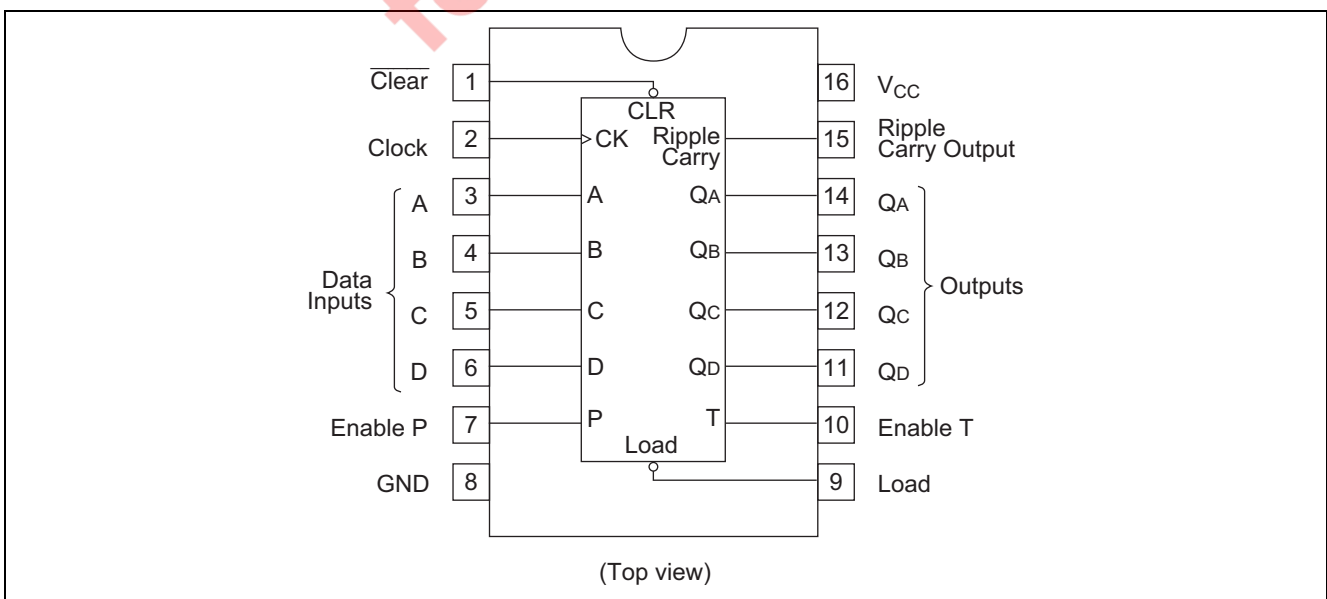 Clear 1 16 VCC
CLR
Clock 2 CK Ripple Carry 15 Ripple Carry Output
A 3 A QA 14 QA
B 4 B QB 13 QB
Data Inputs Outputs
C 5 C QC 12 QC
D 6 D QD 11 QD
Enable P 7 P T 10 Enable T
Load
GND 8 9 Load
(Top view)